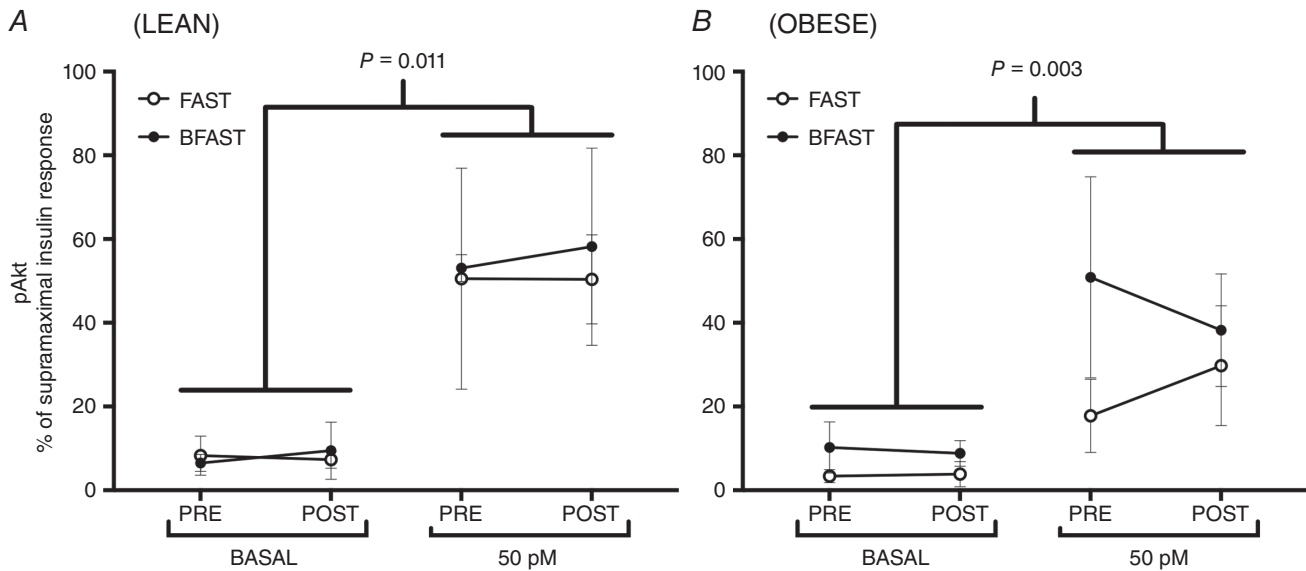 A (LEAN)
P = 0.011
100
80
60
40
20
0
pAkt
% of supramaximal insulin response
FAST
BFAST
PRE POST PRE POST
BASAL 50 pM
B (OBESE)
P = 0.003
100
80
60
40
20
0
FAST
BFAST
PRE POST PRE POST
BASAL 50 pM